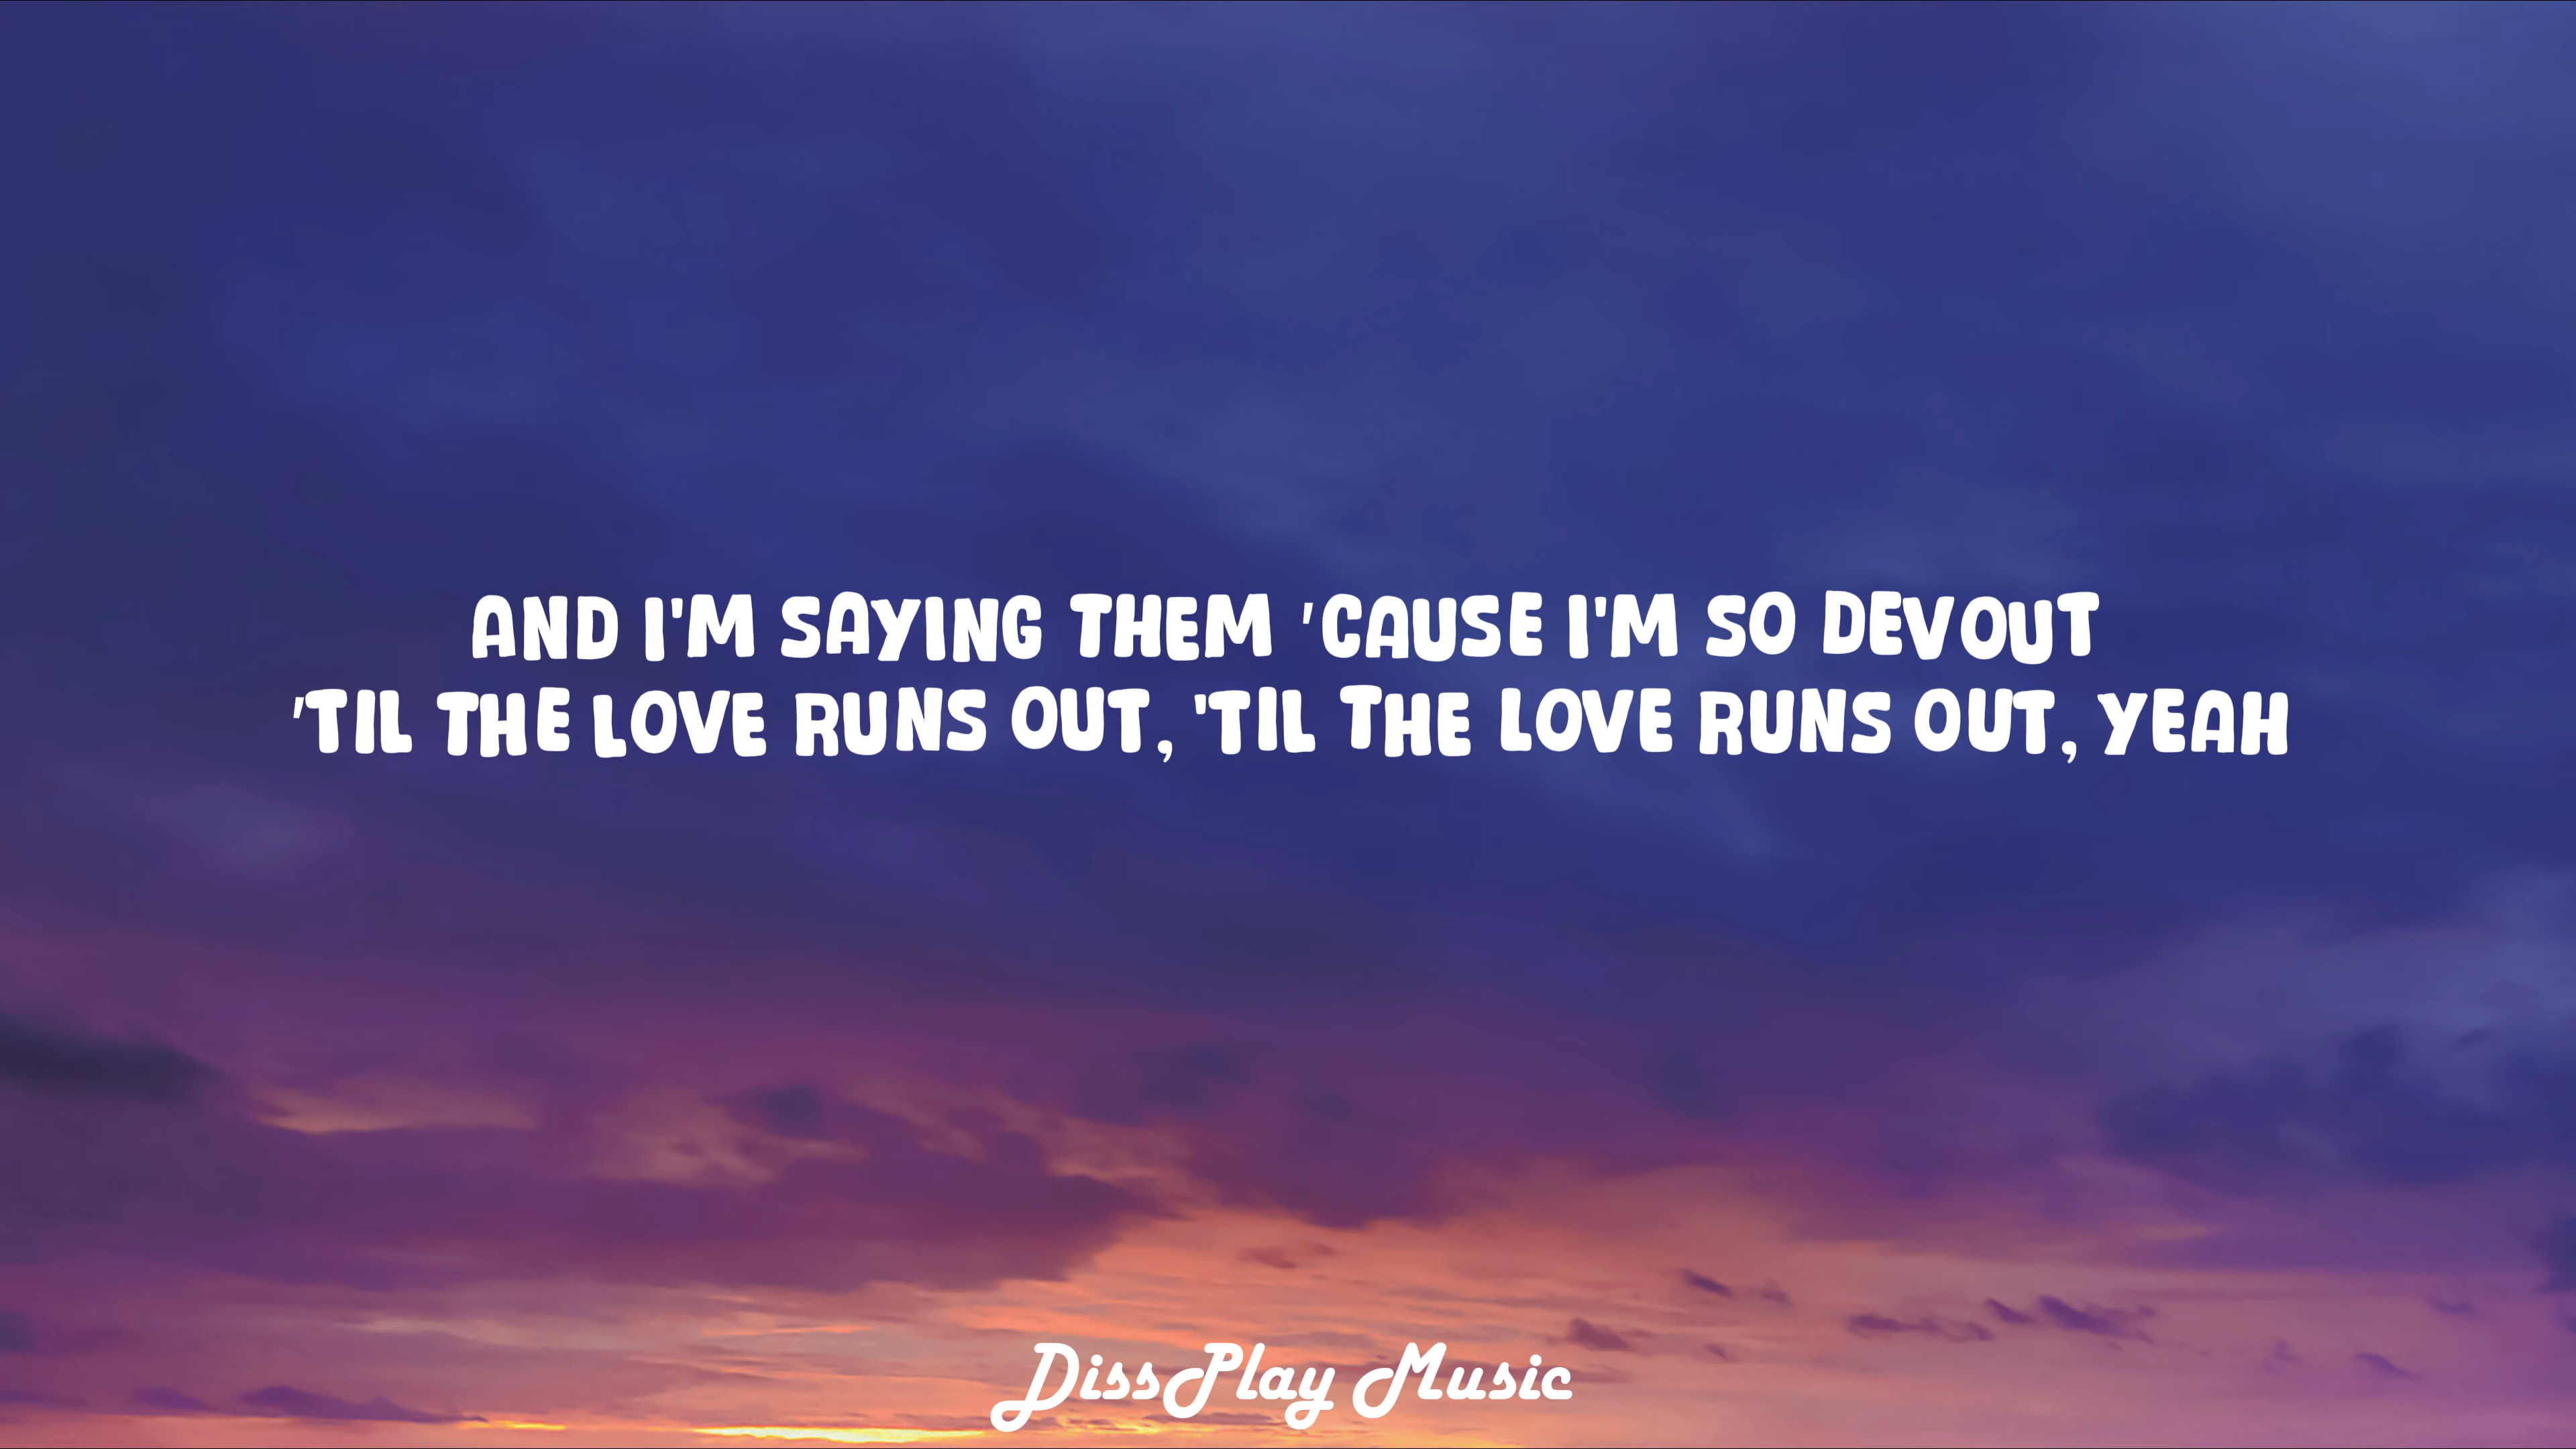 AND I'M SAYING THEM 'CAUSE I'M SO DEVOUT
'TIL THE LOVE RUNS OUT, 'TIL THE LOVE RUNS OUT, YEAH
DissPlay Music